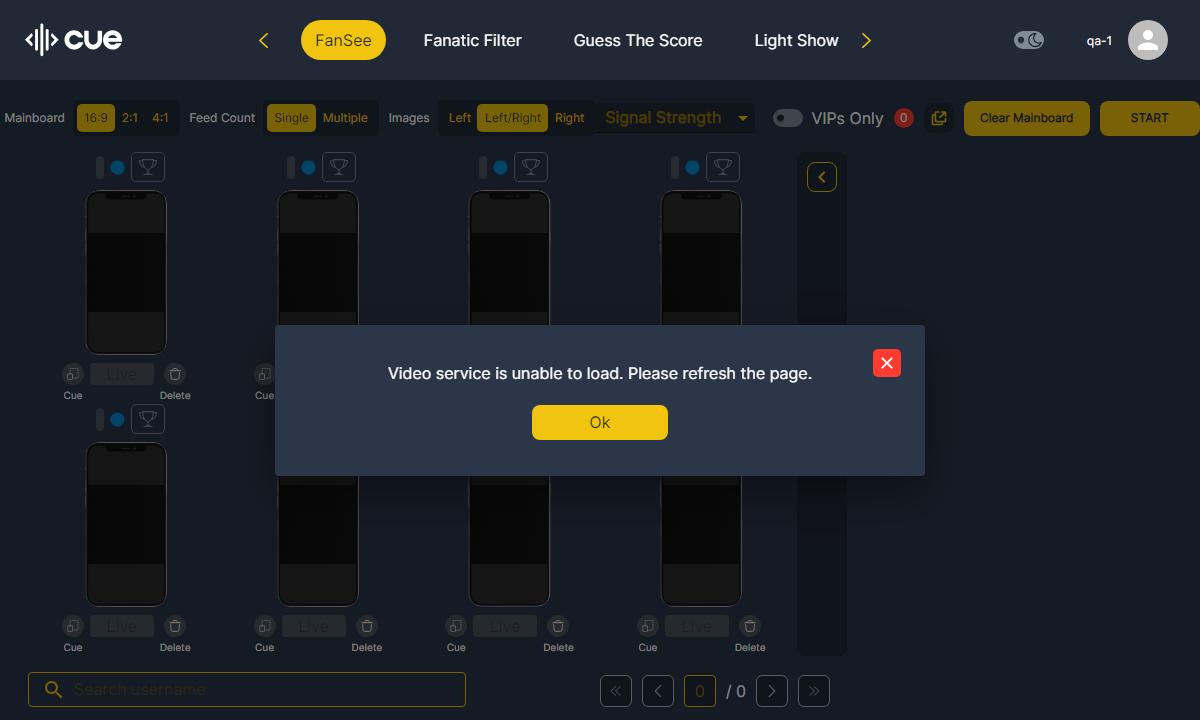 cue
FanSee
Fanatic Filter
Guess The Score
Light Show
qa-1
Mainboard
16:9
2:1
4:1
Feed Count
Single
Multiple
Images
Left
Left/Right
Right
Signal Strength
VIPs Only
0
Clear Mainboard
START
Live
Cue
Delete
Cue
Video service is unable to load. Please refresh the page.
Ok
Live
Cue
Delete
Live
Cue
Delete
Live
Cue
Delete
Live
Cue
Delete
Search username
0
/ 0